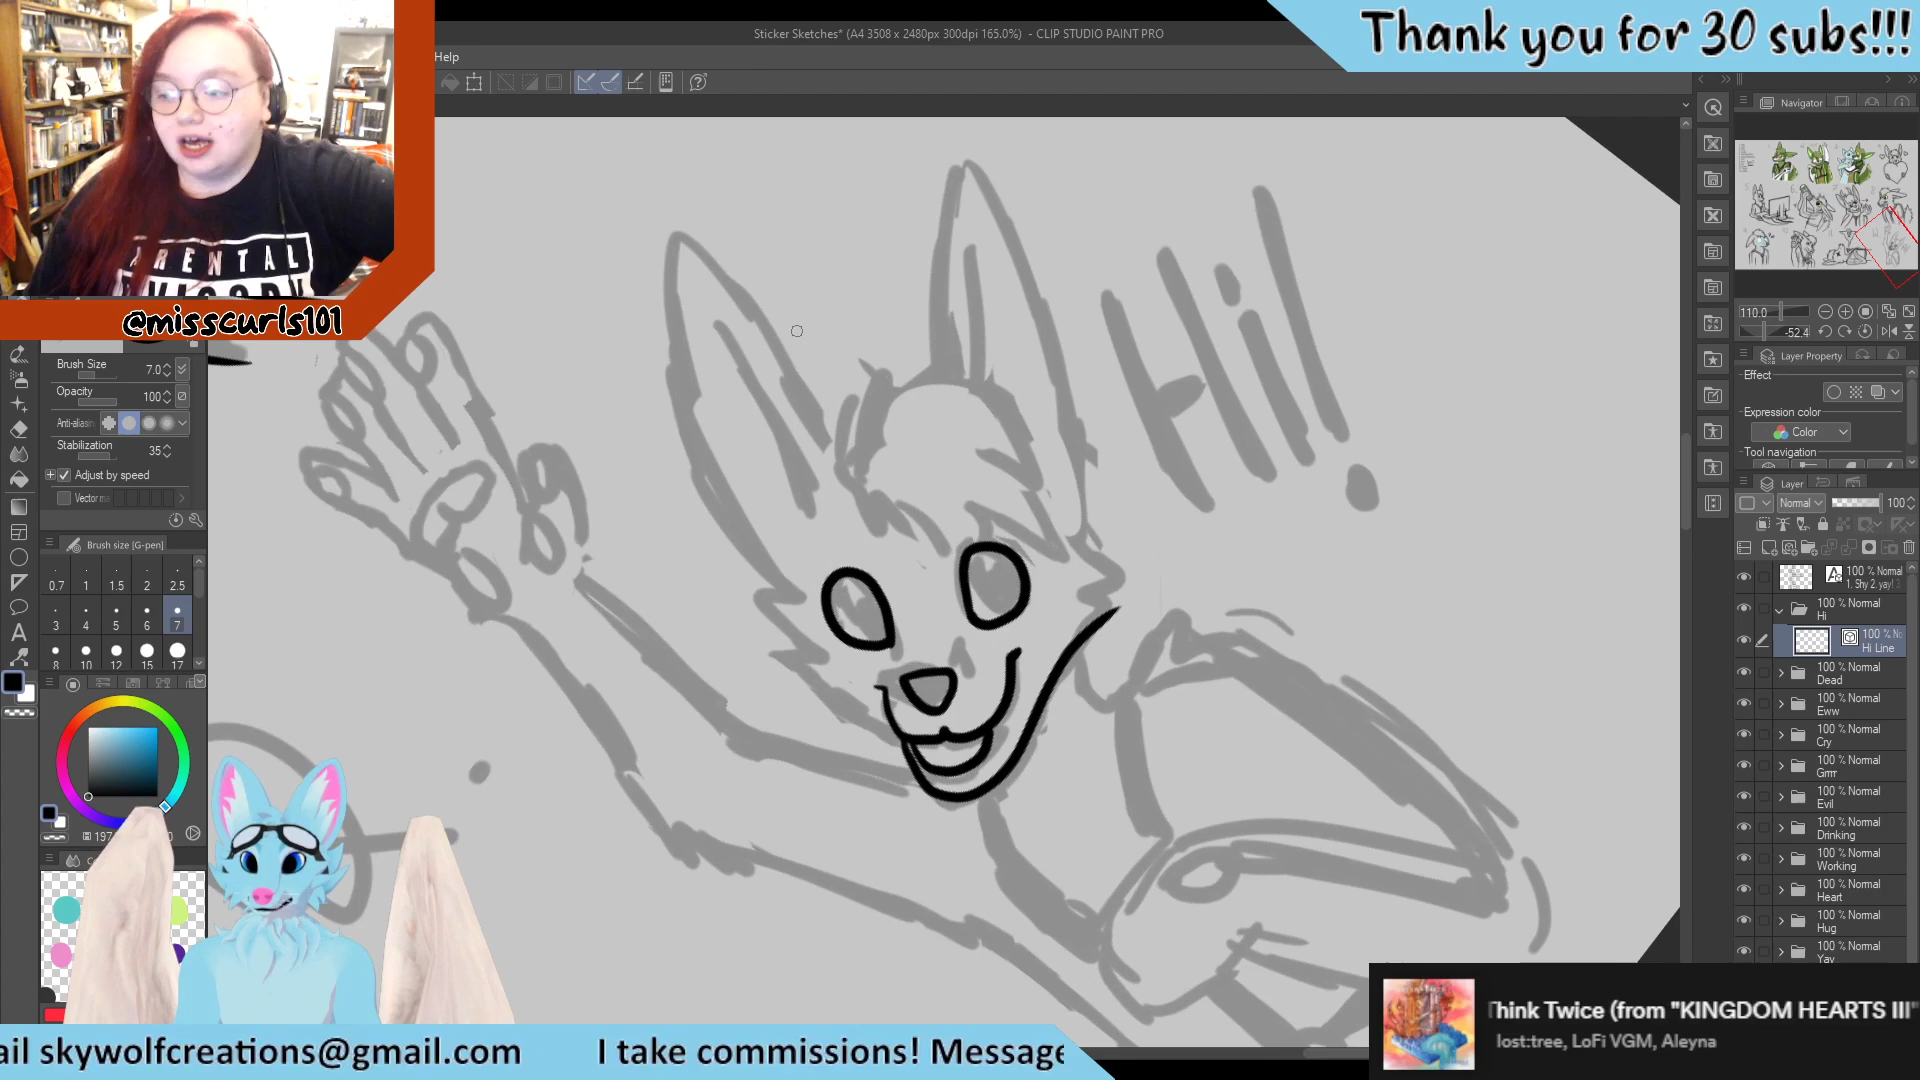 Thank you for 30 subs!!!
Sticker Sketches* (A4 3508 x 2480px 300dpi 165.0%) - CLIP STUDIO PAINT PRO
Help
@misscurls101
Hi!
Brush Size 7.0
Opacity 100
Stabilization 35
Adjust by speed
Brush size [G-pen]
0.7 1 1.5 2 2.5
3 4 5 6 7
8 10 12 15 17
Navigator
110.0
-52.4
Layer Property
Effect
Expression color
Color
Tool navigation
Layer
Normal 100
100 % Normal
1. Shy 2. yay!
100 % Normal
Hi
Hi Line
100 % Normal
Dead
100 % Normal
Eww
100 % Normal
Cry
100 % Normal
Grrr
100 % Normal
Evil
100 % Normal
Drinking
100 % Normal
Working
100 % Normal
Heart
100 % Normal
Hug
100 % Normal
Yay
Think Twice (from "KINGDOM HEARTS III"
lost:tree, LoFi VGM, Aleyna
ail skywolfcreations@gmail.com I take commissions! Message